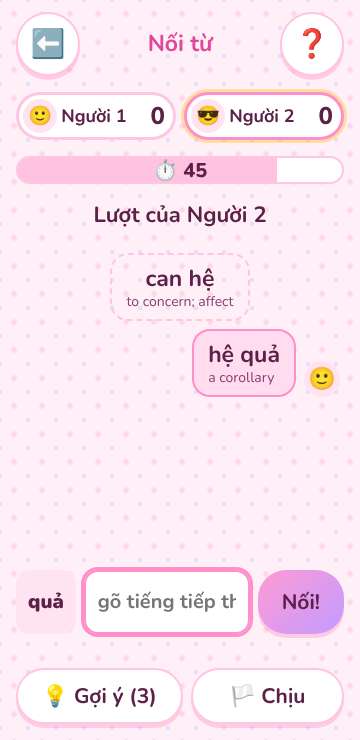 Nối từ
Người 1 0
Người 2 0
45
Lượt của Người 2
can hệ
to concern; affect
hệ quả
a corollary
quả
gõ tiếng tiếp th
Nối!
Gợi ý (3)
Chịu